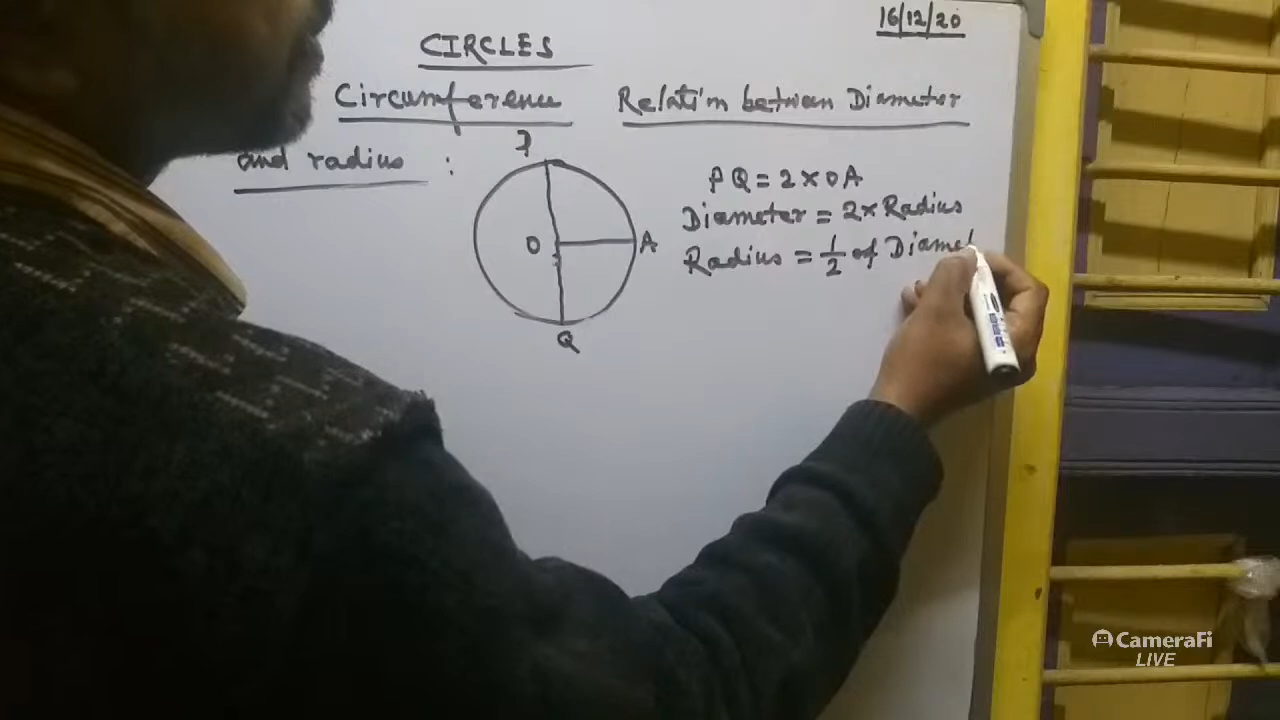 16/12/20
CIRCLES
Circumference Relation between Diameter
and radius :
P
PQ = 2 × OA
Diameter = 2 × Radius
O A
Radius = 1/2 of Diamet
Q
CameraFi
LIVE